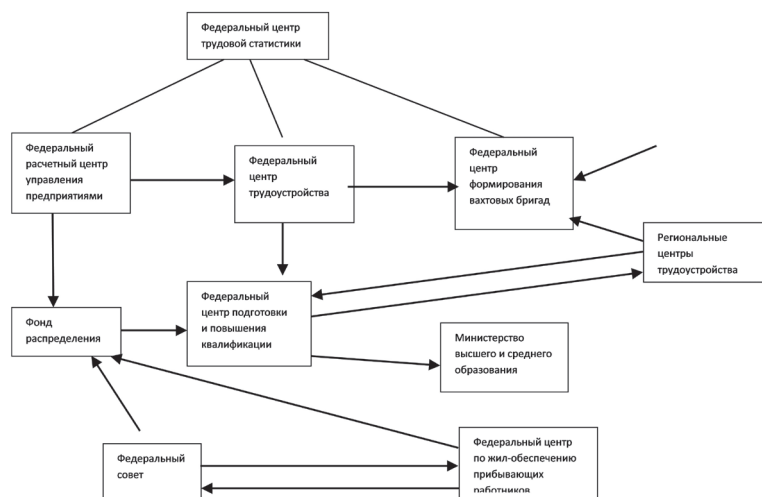 Федеральный центр
трудовой статистики
Федеральный
расчетный центр
управления
предприятиями
Федеральный
центр
трудоустройства
Федеральный
центр
формирования
вахтовых бригад
Региональные
центры
трудоустройства
Фонд
распределения
Федеральный
центр подготовки
и повышения
квалификации
Министерство
высшего и среднего
образования
Федеральный
совет
Федеральный центр
по жил-обеспечению
прибывающих
работников